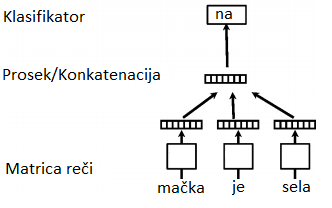 Klasifikator
na
Prosek/Konkatenacija
Matrica reči
mačka je sela